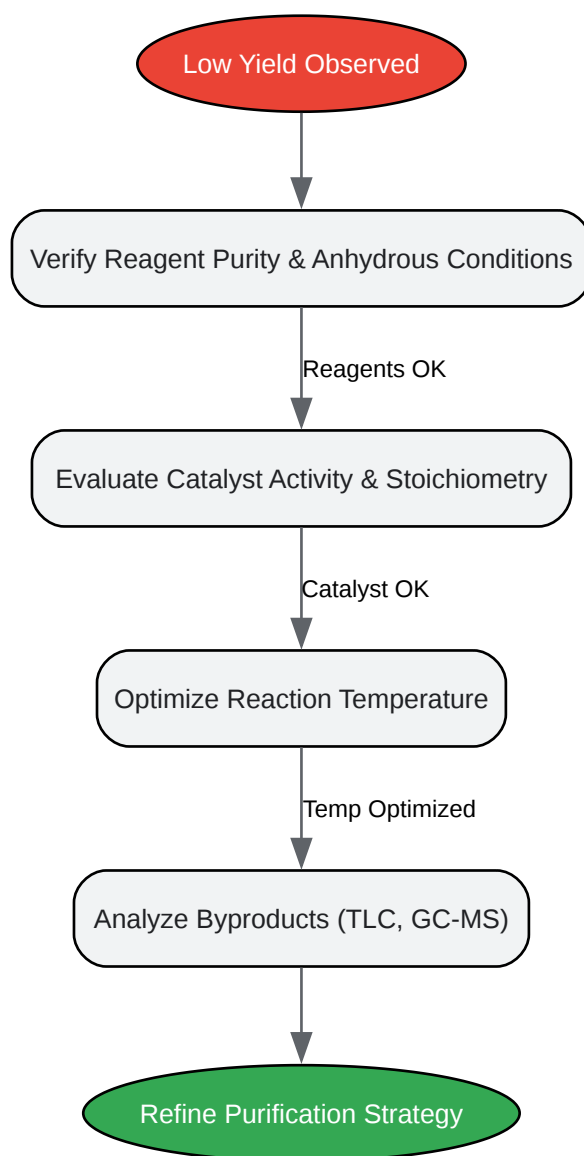 Low Yield Observed
Verify Reagent Purity & Anhydrous Conditions
Reagents OK
Evaluate Catalyst Activity & Stoichiometry
Catalyst OK
Optimize Reaction Temperature
Temp Optimized
Analyze Byproducts (TLC, GC-MS)
Refine Purification Strategy